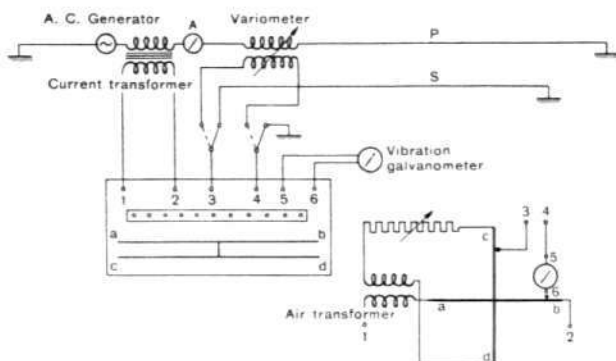 A. C. Generator
A
Variometer
P
Current transformer
S
Vibration galvanometer
1 2 3 4 5 6
a b
c d
3 4
c
5
6
Air transformer
a b
1 2
d